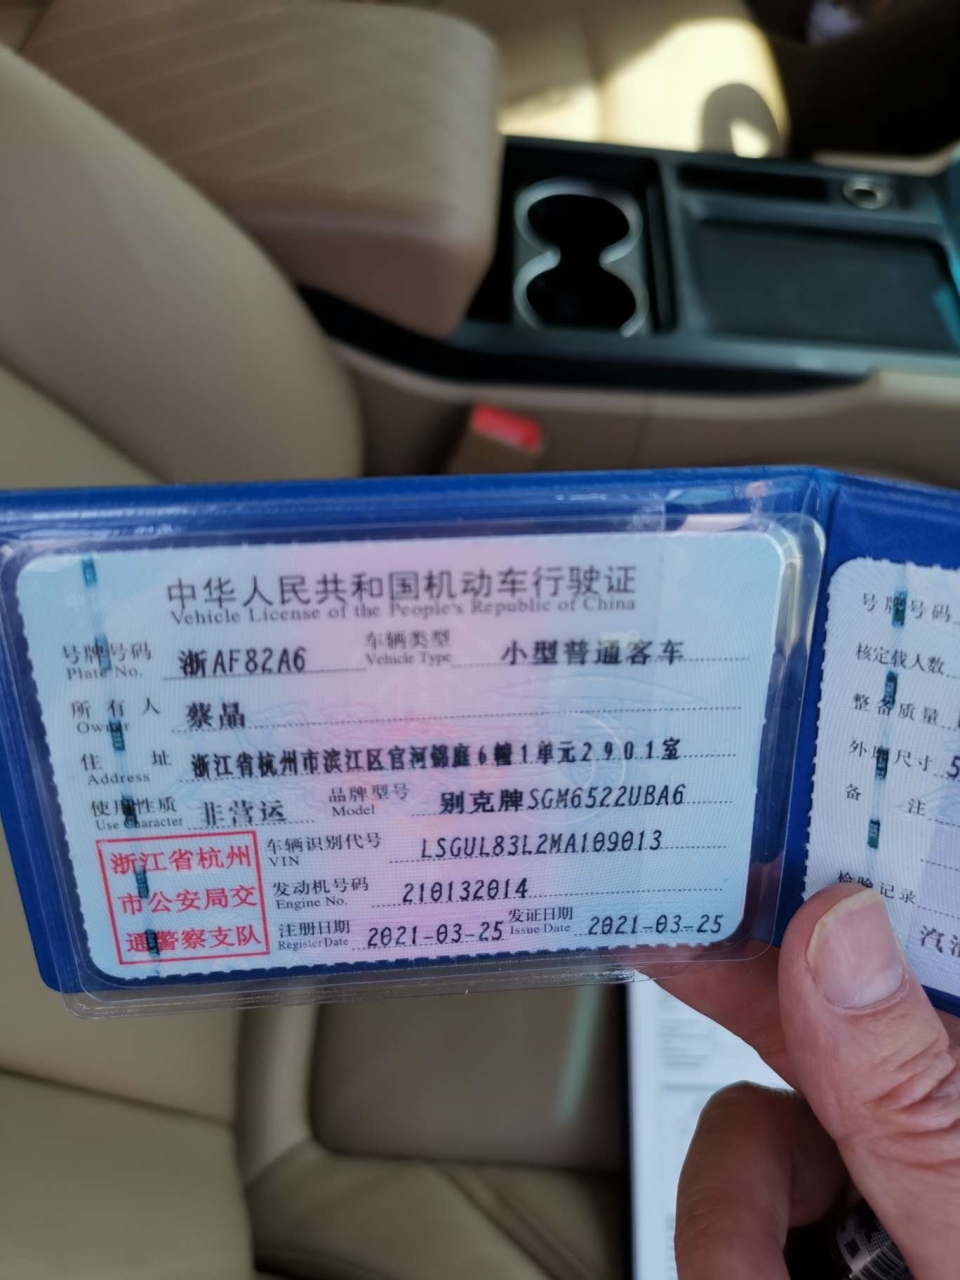 中华人民共和国机动车行驶证
Vehicle License of the People's Republic of China
号牌号码 浙AF82A6 车辆类型 小型普通客车
Plate No. Vehicle Type
所有人 蔡晶
Owner
住址 浙江省杭州市滨江区官河锦庭6幢1单元2901室
Address
使用性质 非营运 品牌型号 别克牌SGM6522UBA6
Use Character Model
浙江省杭州
市公安局交
通警察支队
车辆识别代号 LSGUL83L2MA109013
VIN
发动机号码 210132014
Engine No.
注册日期 2021-03-25 发证日期 2021-03-25
Register Date Issue Date
号牌号码
核定载人数
整备质量
外廓尺寸 5
备注
检验记录